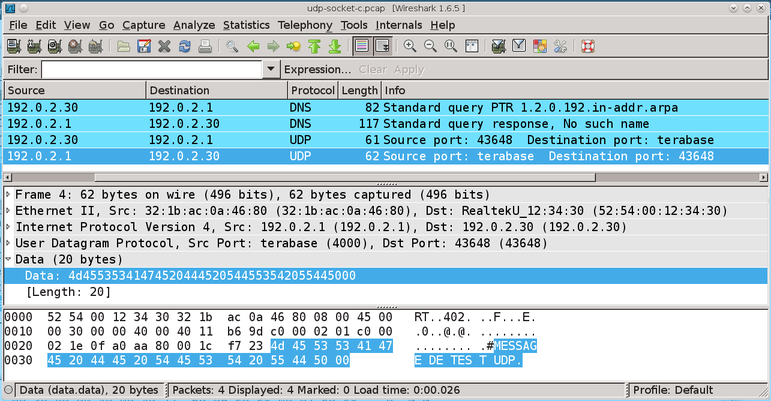 udp-socket-c.pcap [Wireshark 1.6.5]
File Edit View Go Capture Analyze Statistics Telephony Tools Internals Help
Filter: Expression... Clear Apply
Source Destination Protocol Length Info
192.0.2.30 192.0.2.1 DNS 82 Standard query PTR 1.2.0.192.in-addr.arpa
192.0.2.1 192.0.2.30 DNS 117 Standard query response, No such name
192.0.2.30 192.0.2.1 UDP 61 Source port: 43648 Destination port: terabase
192.0.2.1 192.0.2.30 UDP 62 Source port: terabase Destination port: 43648
Frame 4: 62 bytes on wire (496 bits), 62 bytes captured (496 bits)
Ethernet II, Src: 32:1b:ac:0a:46:80 (32:1b:ac:0a:46:80), Dst: RealtekU_12:34:30 (52:54:00:12:34:30)
Internet Protocol Version 4, Src: 192.0.2.1 (192.0.2.1), Dst: 192.0.2.30 (192.0.2.30)
User Datagram Protocol, Src Port: terabase (4000), Dst Port: 43648 (43648)
Data (20 bytes)
Data: 4d45535341474520444520544553542055445000
[Length: 20]
0000 52 54 00 12 34 30 32 1b ac 0a 46 80 08 00 45 00 RT..402. ..F...E.
0010 00 30 00 00 40 00 40 11 b6 9d c0 00 02 01 c0 00 .0..@.@. ........
0020 02 1e 0f a0 aa 80 00 1c f7 23 4d 45 53 53 41 47 ........ .#MESSAG
0030 45 20 44 45 20 54 45 53 54 20 55 44 50 00 E DE TES T UDP.
Data (data.data), 20 bytes Packets: 4 Displayed: 4 Marked: 0 Load time: 0:00.026 Profile: Default